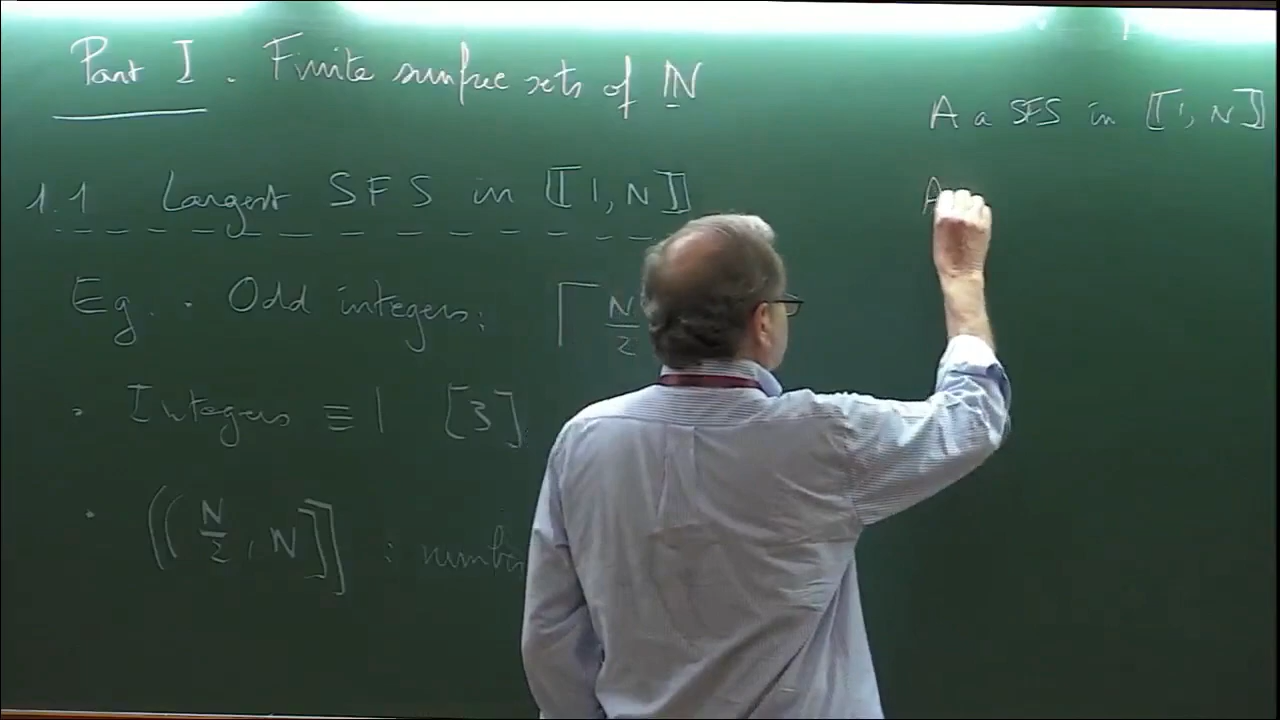 Part I. Finite sumfree sets of ℕ
1.1 Largest SFS in ⟦1, N⟧
Eg. • Odd integers: ⌈ N/2
• Integers ≡ 1 [3]
• (( N/2, N ⟧ :
A a SFS in ⟦1, N⟧
A